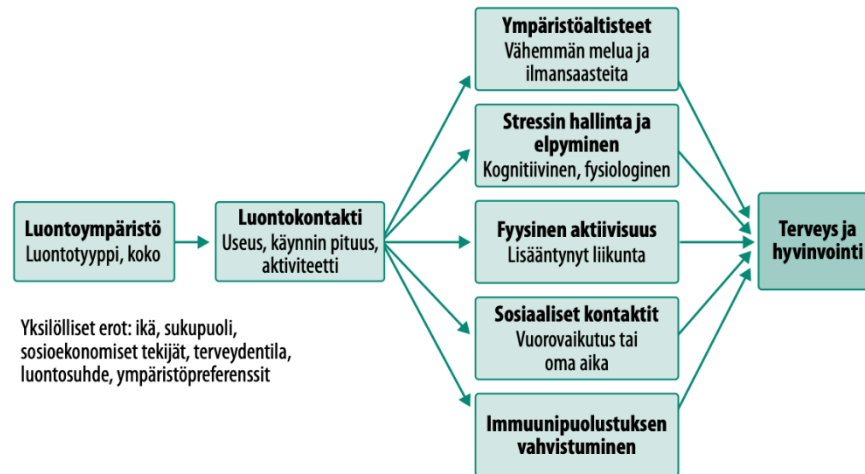 Luontoympäristö
Luontotyyppi, koko
Luontokontakti
Useus, käynnin pituus,
aktiviteetti
Ympäristöaltisteet
Vähemmän melua ja
ilmansaasteita
Stressin hallinta ja
elpyminen
Kognitiivinen, fysiologinen
Fyysinen aktiivisuus
Lisääntynyt liikunta
Sosiaaliset kontaktit
Vuorovaikutus tai
oma aika
Immuunipuolustuksen
vahvistuminen
Terveys ja
hyvinvointi
Yksilölliset erot: ikä, sukupuoli,
sosioekonomiset tekijät, terveydentila,
luontosuhde, ympäristöpreferenssit